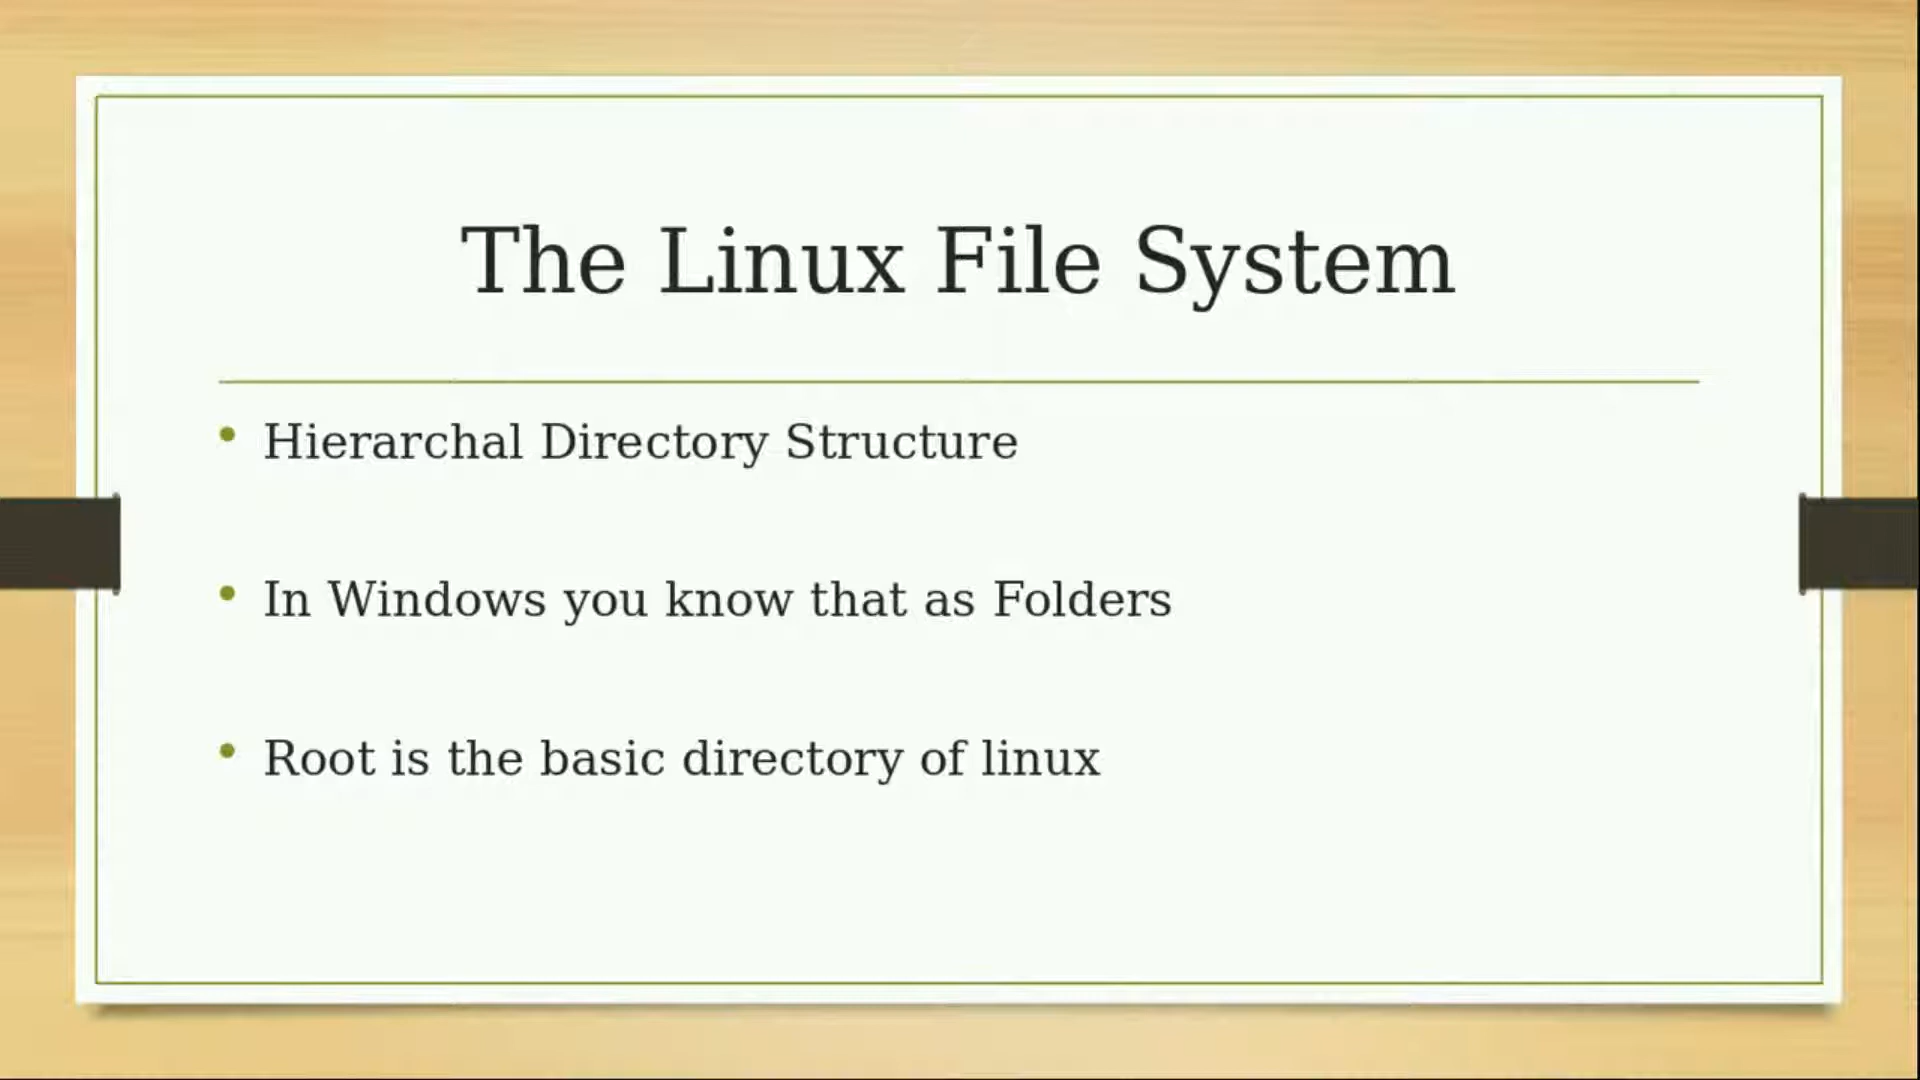 The Linux File System
• Hierarchal Directory Structure
• In Windows you know that as Folders
• Root is the basic directory of linux